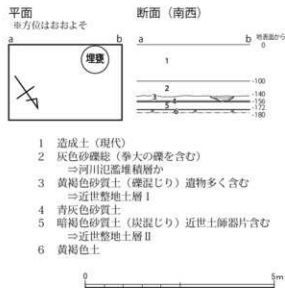 平面
※方位はおおよそ
a b
埋甕
断面（南西）
a b 地表面から
0
1
-100
2
-140
3 4
-156
5
-172
6
-180
1 造成土（現代）
2 灰色砂礫総（拳大の礫を含む）
⇒河川氾濫堆積層か
3 黄褐色砂質土（礫混じり）遺物多く含む
⇒近世整地土層Ⅰ
4 青灰色砂質土
5 暗褐色砂質土（炭混じり）近世土師器片含む
⇒近世整地土層Ⅱ
6 黄褐色土
0 5m